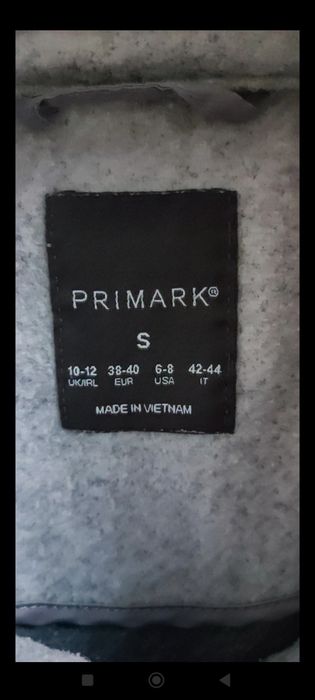 PRIMARK®
S
10-12 38-40 6-8 42-44
UK/IRL EUR USA IT
MADE IN VIETNAM